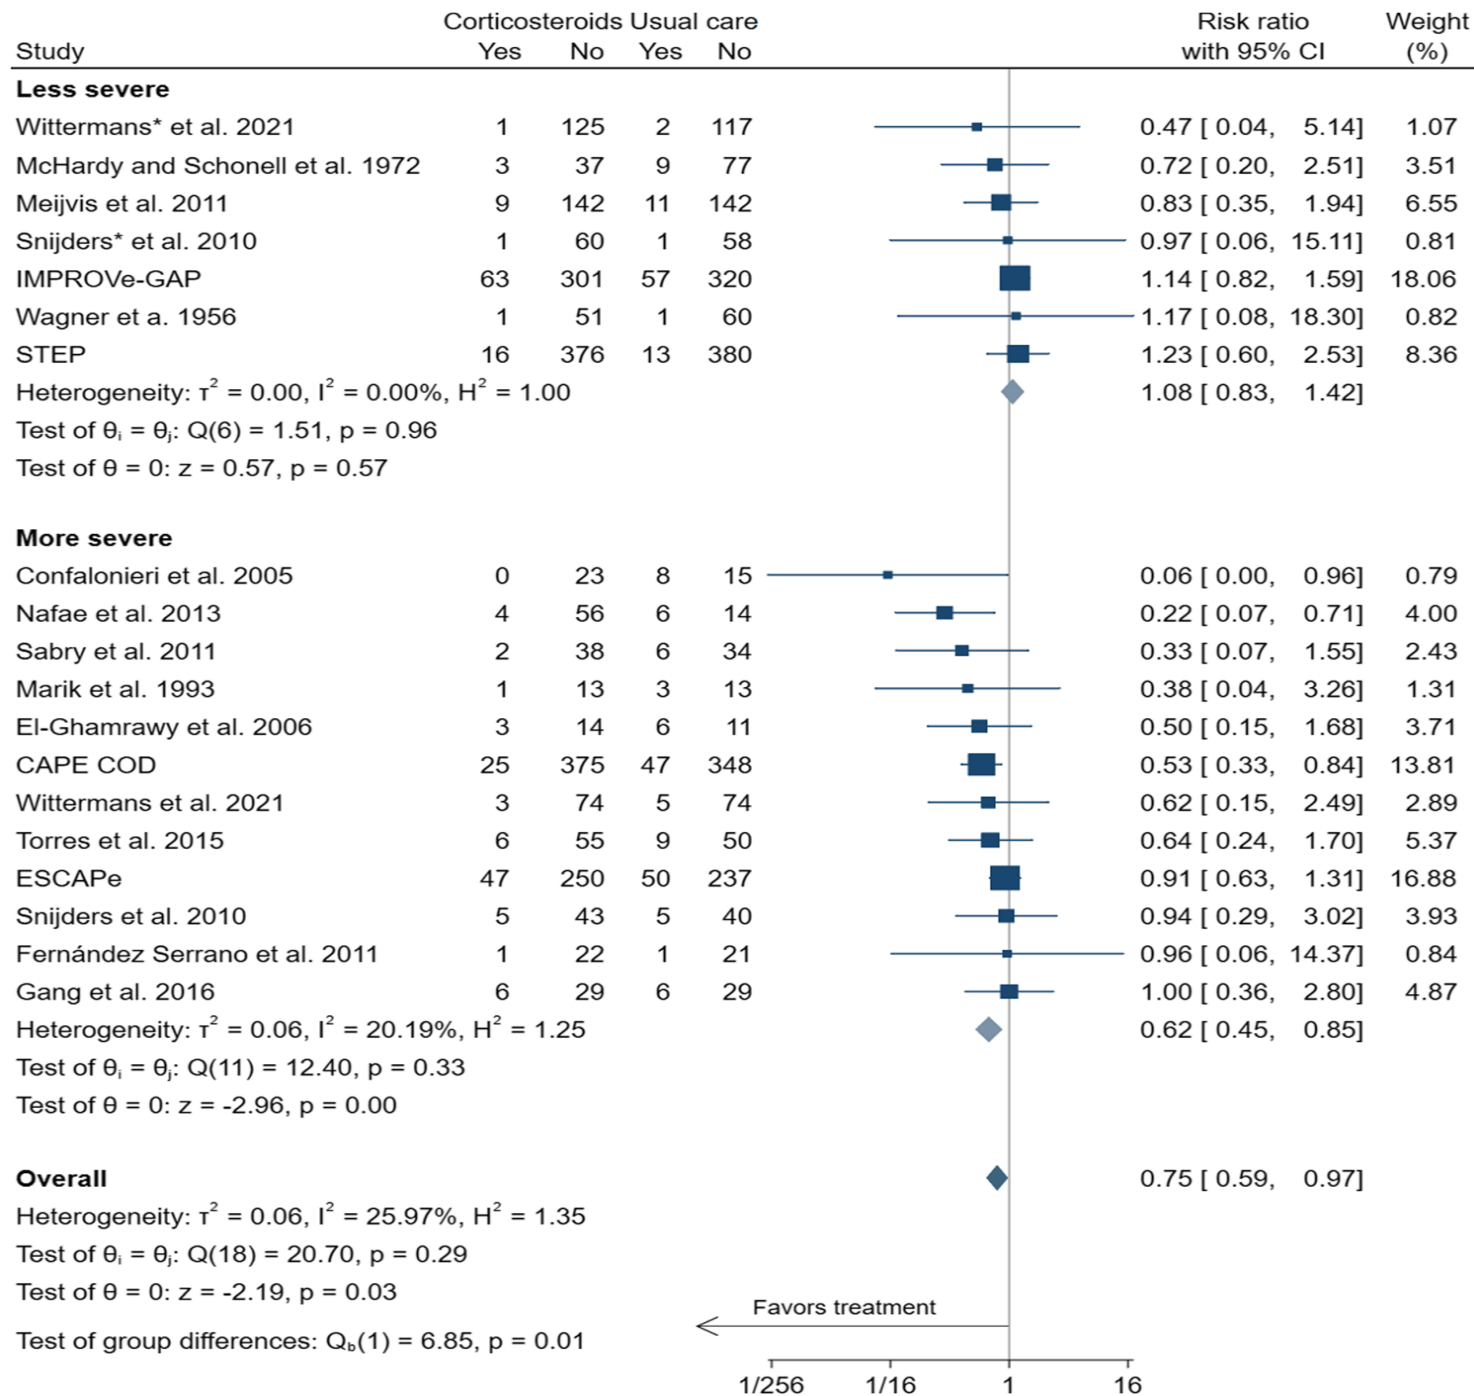 Corticosteroids Usual care Risk ratio Weight
Study Yes No Yes No with 95% CI (%)
Less severe
Wittermans* et al. 2021 1 125 2 117 0.47 [ 0.04, 5.14] 1.07
McHardy and Schonell et al. 1972 3 37 9 77 0.72 [ 0.20, 2.51] 3.51
Meijvis et al. 2011 9 142 11 142 0.83 [ 0.35, 1.94] 6.55
Snijders* et al. 2010 1 60 1 58 0.97 [ 0.06, 15.11] 0.81
IMPROVe-GAP 63 301 57 320 1.14 [ 0.82, 1.59] 18.06
Wagner et a. 1956 1 51 1 60 1.17 [ 0.08, 18.30] 0.82
STEP 16 376 13 380 1.23 [ 0.60, 2.53] 8.36
Heterogeneity: τ² = 0.00, I² = 0.00%, H² = 1.00 1.08 [ 0.83, 1.42]
Test of θᵢ = θⱼ: Q(6) = 1.51, p = 0.96
Test of θ = 0: z = 0.57, p = 0.57
More severe
Confalonieri et al. 2005 0 23 8 15 0.06 [ 0.00, 0.96] 0.79
Nafae et al. 2013 4 56 6 14 0.22 [ 0.07, 0.71] 4.00
Sabry et al. 2011 2 38 6 34 0.33 [ 0.07, 1.55] 2.43
Marik et al. 1993 1 13 3 13 0.38 [ 0.04, 3.26] 1.31
El-Ghamrawy et al. 2006 3 14 6 11 0.50 [ 0.15, 1.68] 3.71
CAPE COD 25 375 47 348 0.53 [ 0.33, 0.84] 13.81
Wittermans et al. 2021 3 74 5 74 0.62 [ 0.15, 2.49] 2.89
Torres et al. 2015 6 55 9 50 0.64 [ 0.24, 1.70] 5.37
ESCAPe 47 250 50 237 0.91 [ 0.63, 1.31] 16.88
Snijders et al. 2010 5 43 5 40 0.94 [ 0.29, 3.02] 3.93
Fernández Serrano et al. 2011 1 22 1 21 0.96 [ 0.06, 14.37] 0.84
Gang et al. 2016 6 29 6 29 1.00 [ 0.36, 2.80] 4.87
Heterogeneity: τ² = 0.06, I² = 20.19%, H² = 1.25 0.62 [ 0.45, 0.85]
Test of θᵢ = θⱼ: Q(11) = 12.40, p = 0.33
Test of θ = 0: z = -2.96, p = 0.00
Overall 0.75 [ 0.59, 0.97]
Heterogeneity: τ² = 0.06, I² = 25.97%, H² = 1.35
Test of θᵢ = θⱼ: Q(18) = 20.70, p = 0.29
Test of θ = 0: z = -2.19, p = 0.03
Favors treatment
Test of group differences: Q_b(1) = 6.85, p = 0.01
1/256 1/16 1 16